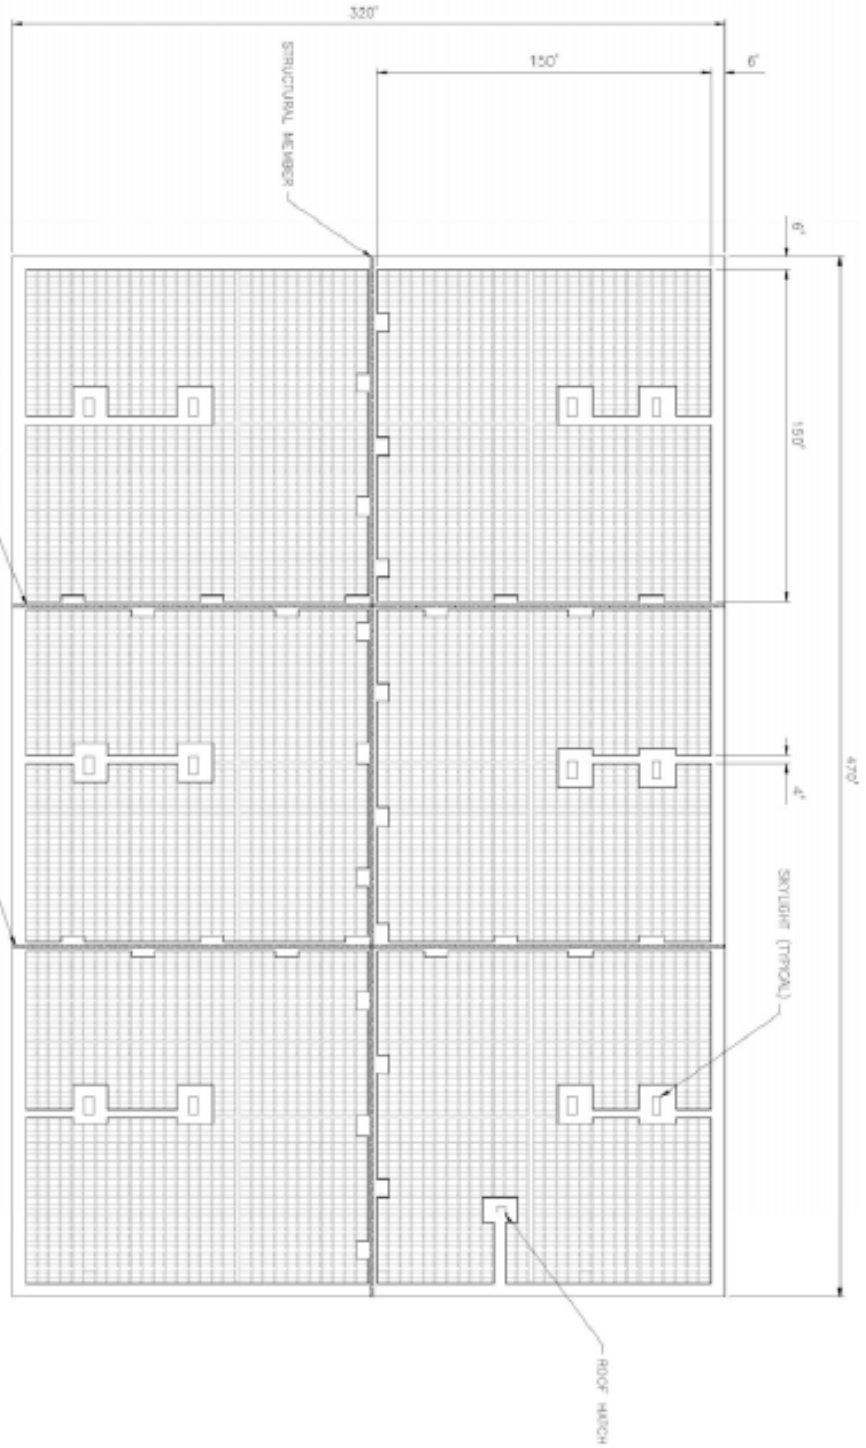 320'
150'
6'
STRUCTURAL MEMBER
6'
150'
470'
4'
SKYLIGHT (TYPICAL)
ROOF HATCH